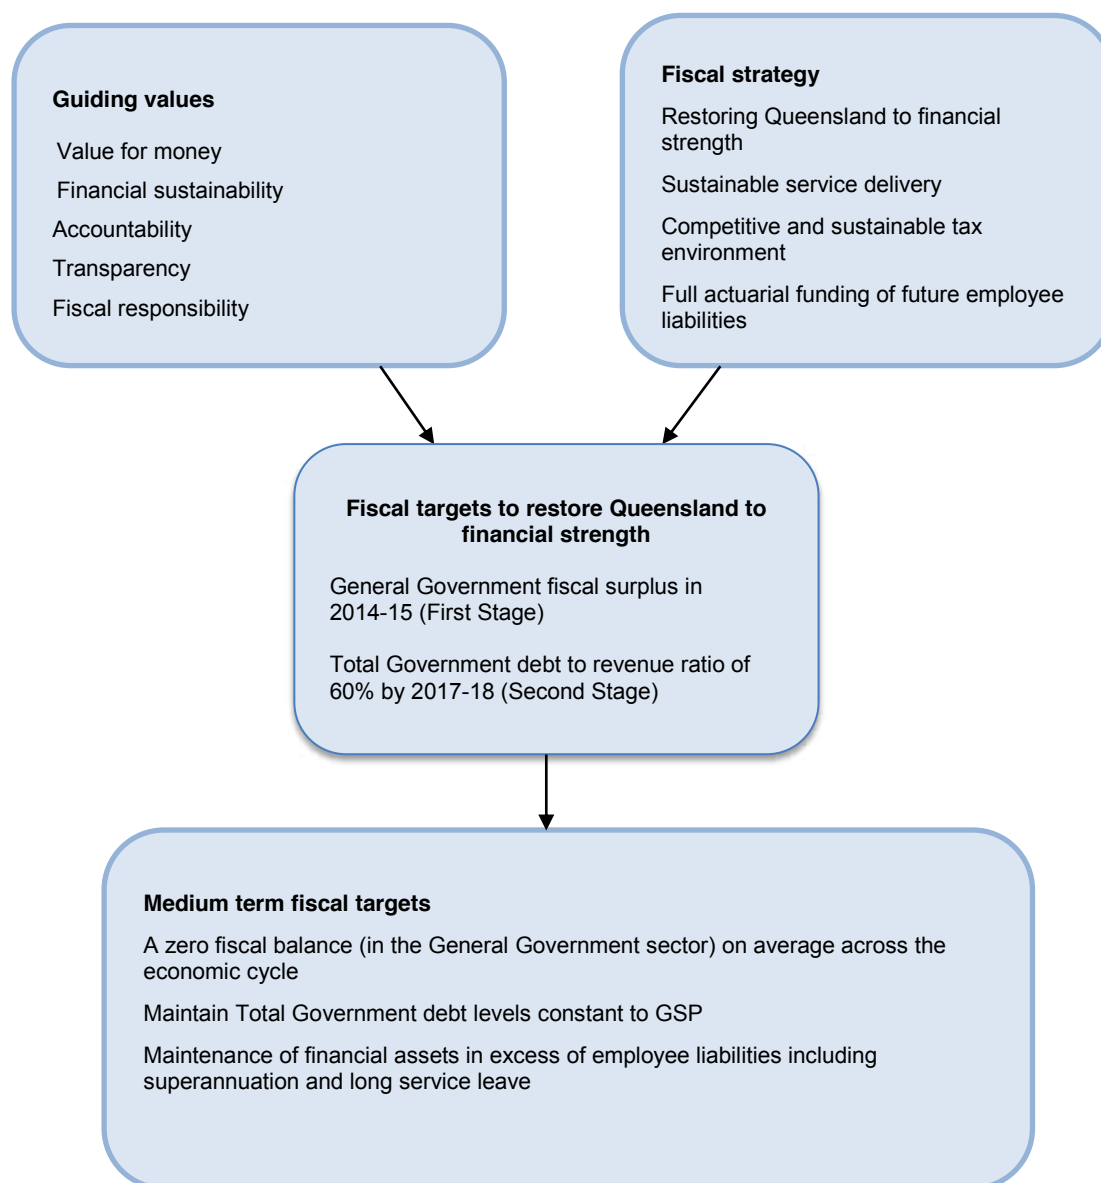 Guiding values
Value for money
Financial sustainability
Accountability
Transparency
Fiscal responsibility
Fiscal strategy
Restoring Queensland to financial
strength
Sustainable service delivery
Competitive and sustainable tax
environment
Full actuarial funding of future employee
liabilities
Fiscal targets to restore Queensland to
financial strength
General Government fiscal surplus in
2014-15 (First Stage)
Total Government debt to revenue ratio of
60% by 2017-18 (Second Stage)
Medium term fiscal targets
A zero fiscal balance (in the General Government sector) on average across the
economic cycle
Maintain Total Government debt levels constant to GSP
Maintenance of financial assets in excess of employee liabilities including
superannuation and long service leave